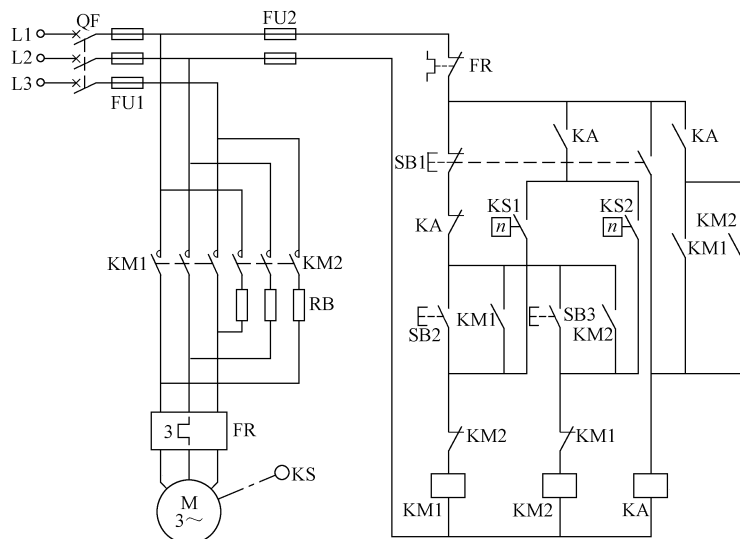 L1
QF
FU2
L2
L3
FU1
FR
KA
KA
SB1
KS1
n
KS2
n
KA
KM2
KM1
KM1
KM2
RB
KM1
SB2
SB3
KM2
3
FR
KM2
KM1
KS
M
3~
KM1
KM2
KA